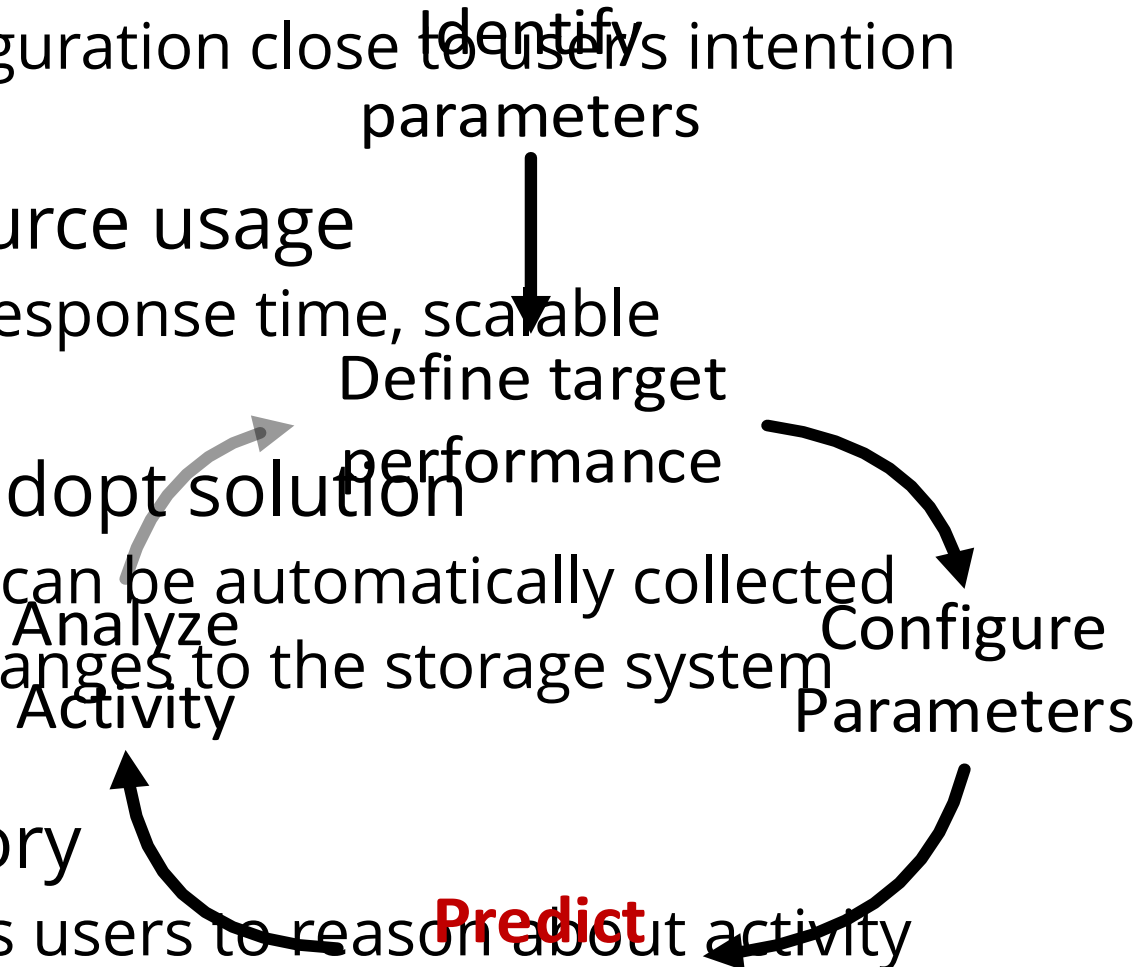 guration close to user's intention
Identify
parameters
urce usage
esponse time, scalable
Define target
performance
dopt solution
can be automatically collected
Analyze
Activity
Configure
Parameters
anges to the storage system
ory
Predict
s users to reason about activity